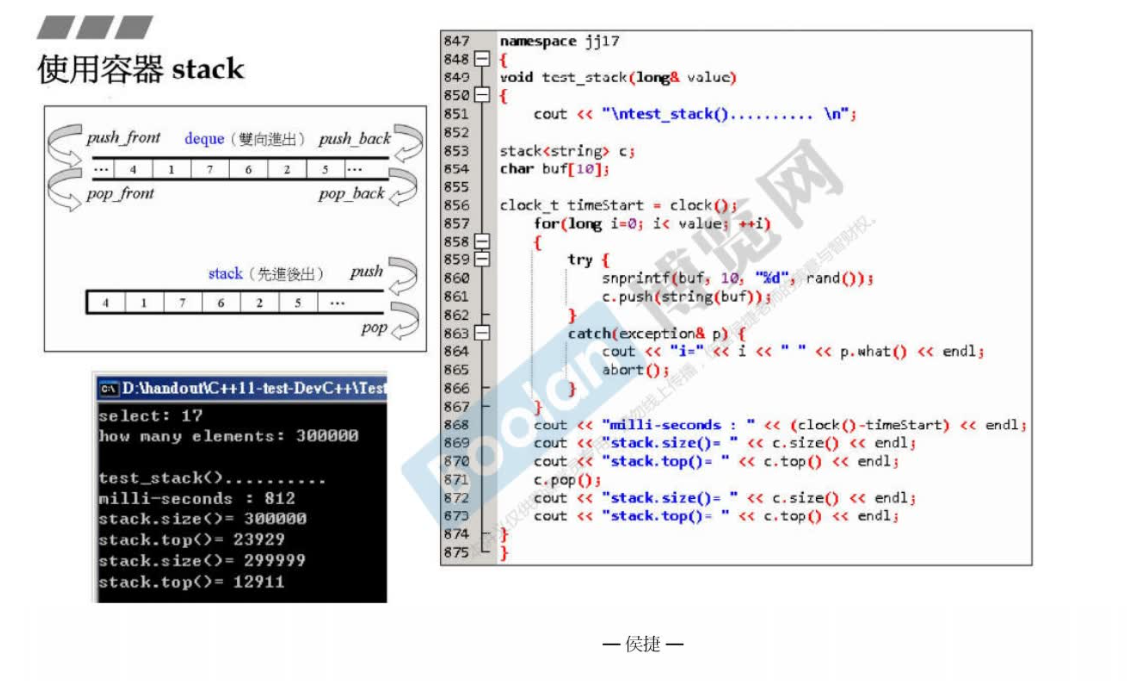 使用容器 stack
push_front deque（雙向進出） push_back
... 4 1 7 6 2 5 ...
pop_front pop_back
stack（先進後出） push
4 1 7 6 2 5 ...
pop
D:\handout\C++11-test-DevC++\Test
select: 17
how many elements: 300000
test_stack()..........
milli-seconds : 812
stack.size()= 300000
stack.top()= 23929
stack.size()= 299999
stack.top()= 12911
847 namespace jj17
848 {
849 void test_stack(long& value)
850 {
851 cout << "\ntest_stack().......... \n";
852
853 stack<string> c;
854 char buf[10];
855
856 clock_t timeStart = clock();
857 for(long i=0; i< value; ++i)
858 {
859 try {
860 snprintf(buf, 10, "%d", rand());
861 c.push(string(buf));
862 }
863 catch(exception& p) {
864 cout << "i=" << i << " " << p.what() << endl;
865 abort();
866 }
867 }
868 cout << "milli-seconds : " << (clock()-timeStart) << endl;
869 cout << "stack.size()= " << c.size() << endl;
870 cout << "stack.top()= " << c.top() << endl;
871 c.pop();
872 cout << "stack.size()= " << c.size() << endl;
873 cout << "stack.top()= " << c.top() << endl;
874 }
875 }
Boolan
博览网
— 侯捷 —